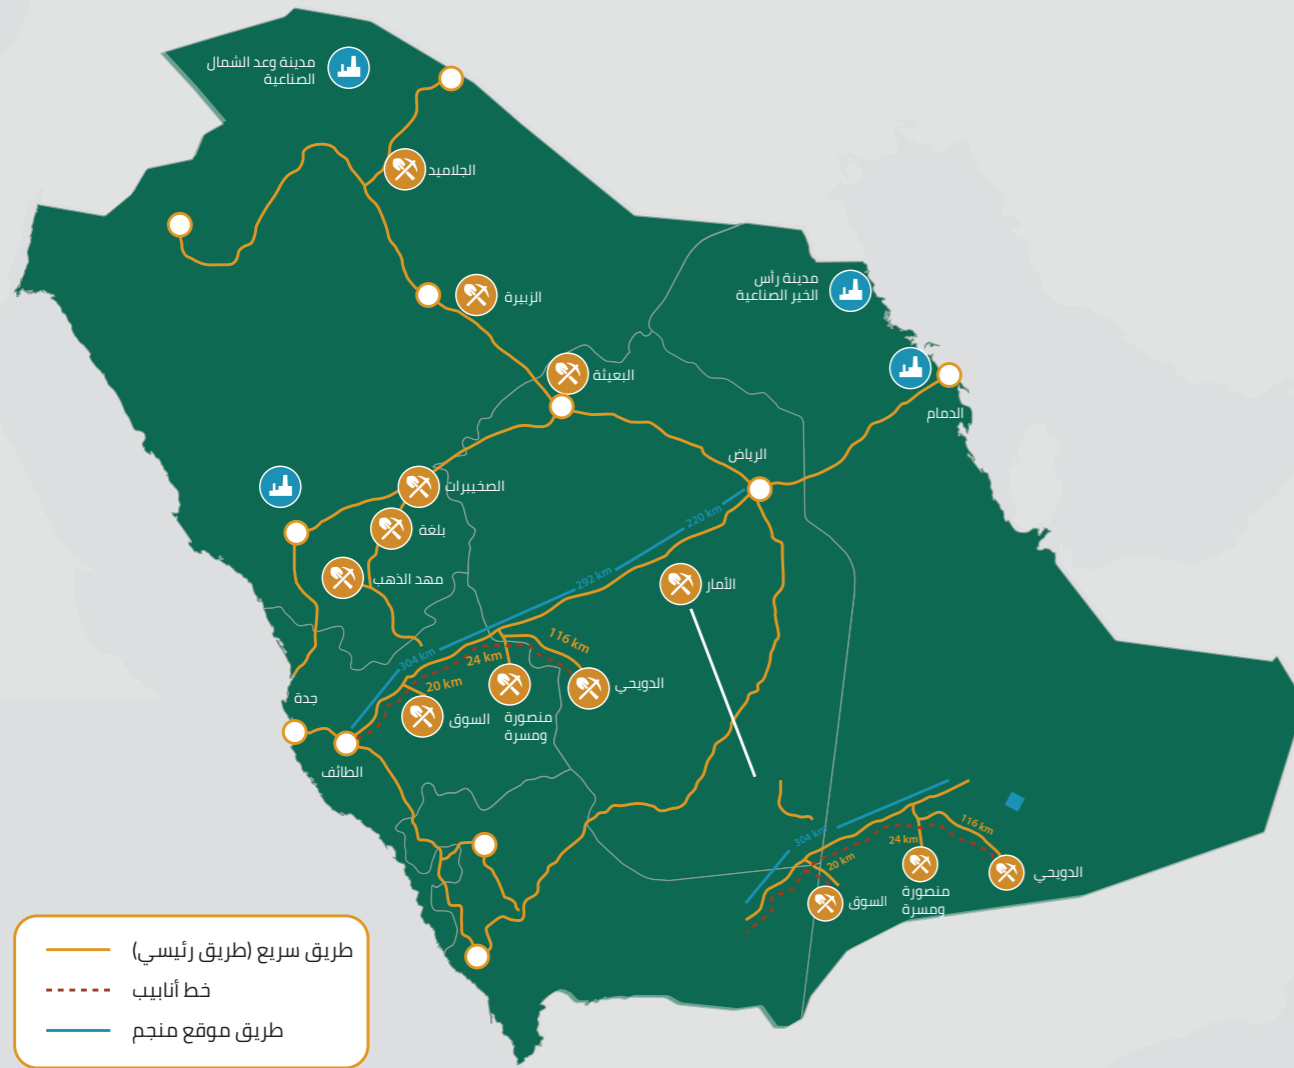 مدينة وعد الشمال
الصناعية
الجلاميد
مدينة رأس
الخير الصناعية
الزبيرة
البعيثة
الدمام
الرياض
الصخيبرات
220 km
بلغة
292 km
مهد الذهب
الأمار
116 km
304 km
24 km
20 km
الدويحي
جدة
منصورة
ومسرة
السوق
الطائف
304 km
116 km
24 km
20 km
الدويحي
منصورة
ومسرة
السوق
طريق سريع (طريق رئيسي)
خط أنابيب
طريق موقع منجم